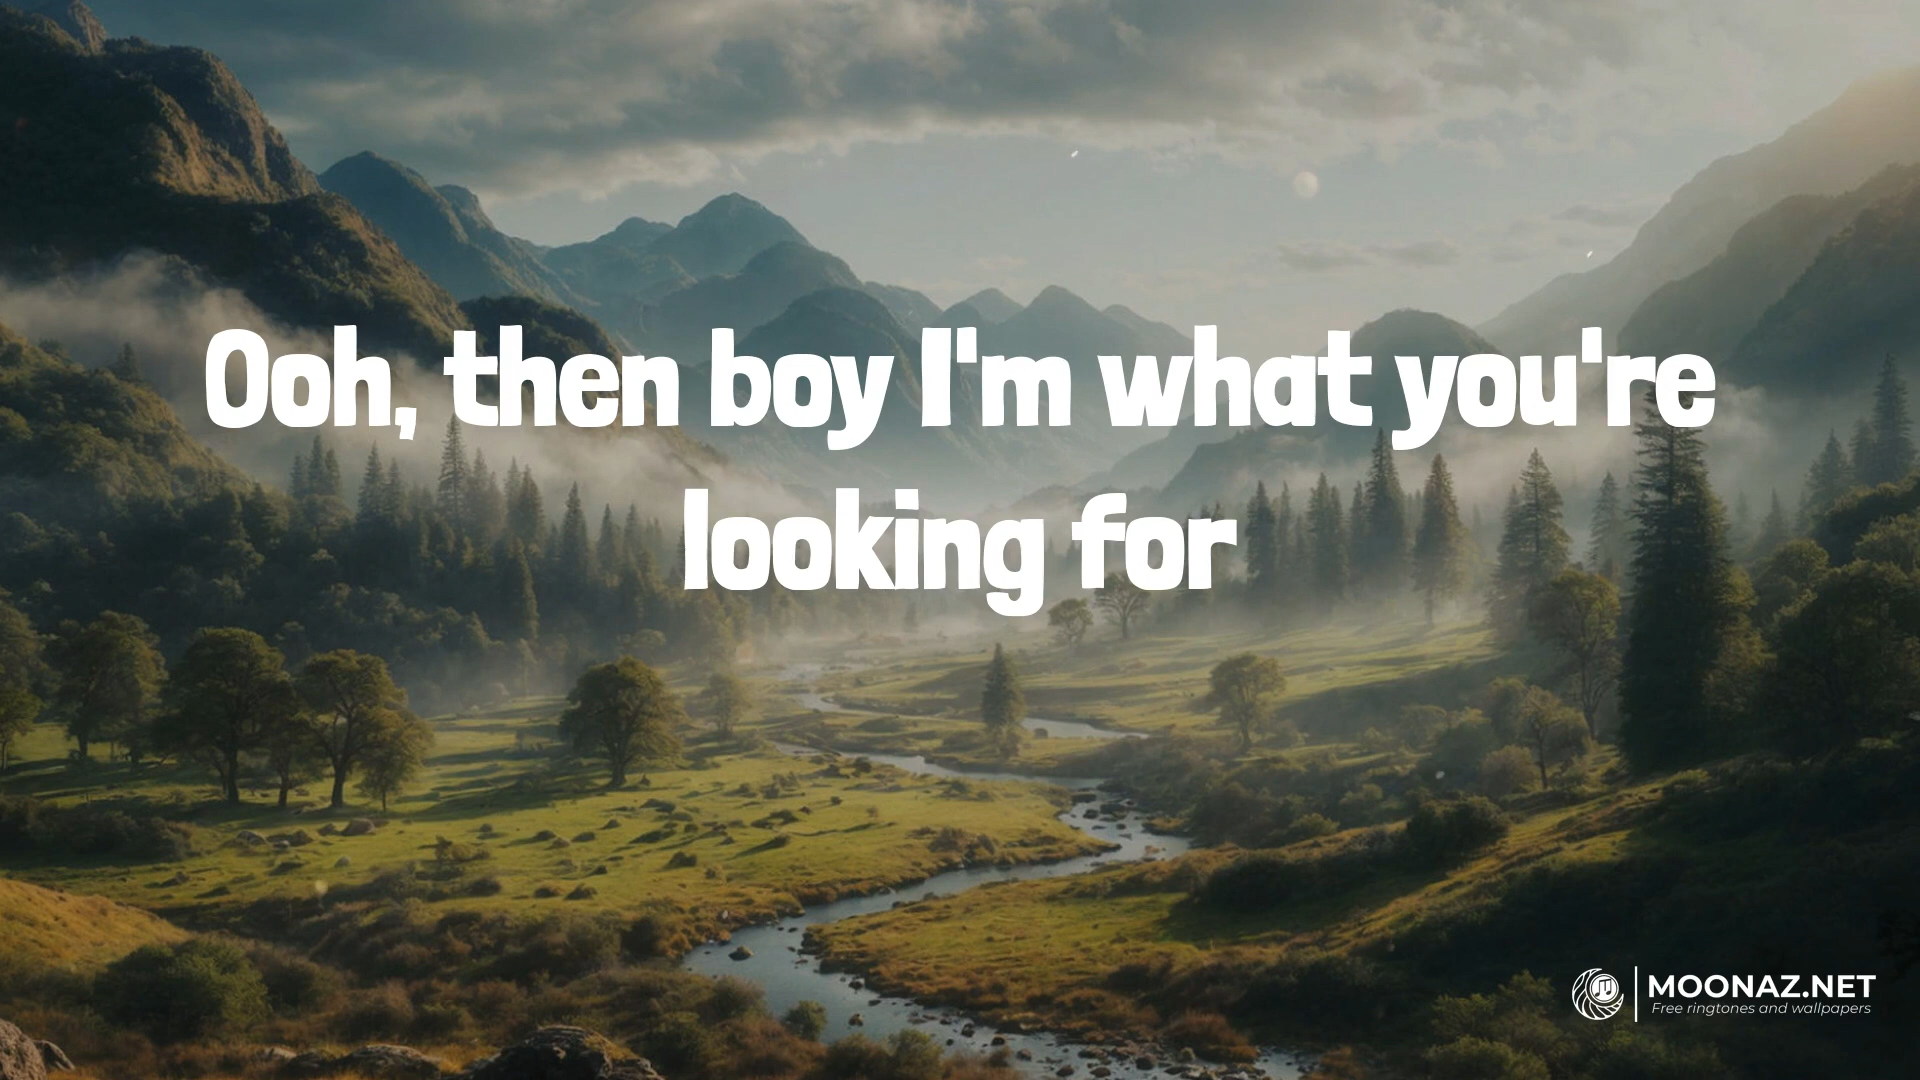 Ooh, then boy I'm what you're
looking for
MOONAZ.NET
Free ringtones and wallpapers